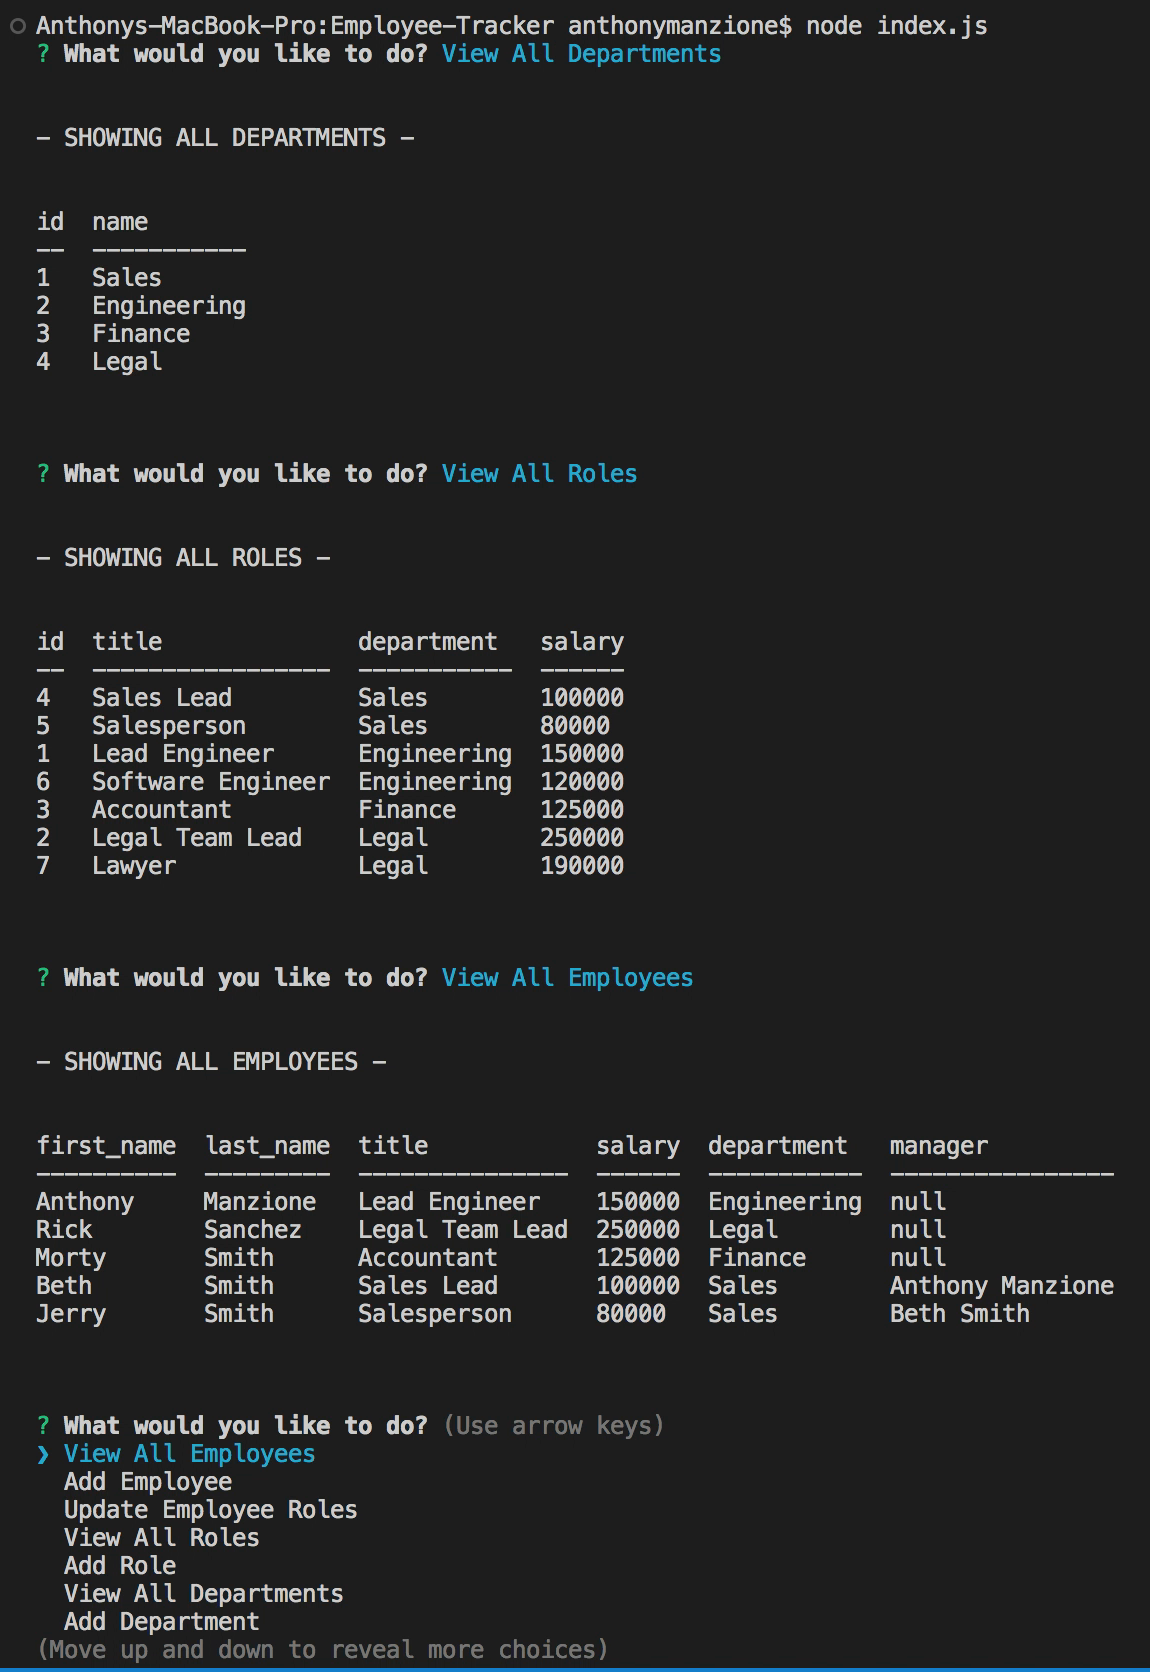 Anthonys-MacBook-Pro:Employee-Tracker anthonymanzione$ node index.js
? What would you like to do? View All Departments
- SHOWING ALL DEPARTMENTS -
id  name
--  -----------
1   Sales
2   Engineering
3   Finance
4   Legal
? What would you like to do? View All Roles
- SHOWING ALL ROLES -
id  title              department   salary
--  -----------------  -----------  ------
4   Sales Lead         Sales        100000
5   Salesperson        Sales        80000
1   Lead Engineer      Engineering  150000
6   Software Engineer  Engineering  120000
3   Accountant         Finance      125000
2   Legal Team Lead    Legal        250000
7   Lawyer             Legal        190000
? What would you like to do? View All Employees
- SHOWING ALL EMPLOYEES -
first_name  last_name  title            salary  department   manager
----------  ---------  ---------------  ------  -----------  ----------------
Anthony     Manzione   Lead Engineer    150000  Engineering  null
Rick        Sanchez    Legal Team Lead  250000  Legal        null
Morty       Smith      Accountant       125000  Finance      null
Beth        Smith      Sales Lead       100000  Sales        Anthony Manzione
Jerry       Smith      Salesperson      80000   Sales        Beth Smith
? What would you like to do? (Use arrow keys)
❯ View All Employees
  Add Employee
  Update Employee Roles
  View All Roles
  Add Role
  View All Departments
  Add Department
(Move up and down to reveal more choices)